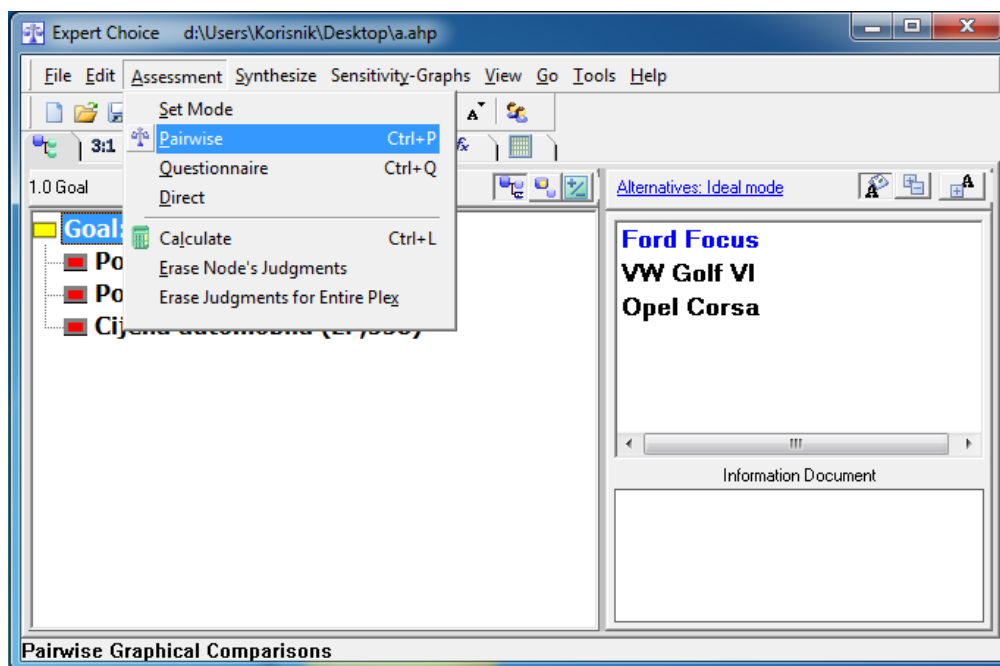 Expert Choice d:\Users\Korisnik\Desktop\a.ahp
File Edit Assessment Synthesize Sensitivity-Graphs View Go Tools Help
Set Mode
Pairwise Ctrl+P
Questionnaire Ctrl+Q
Direct
Calculate Ctrl+L
Erase Node's Judgments
Erase Judgments for Entire Plex
3:1
1.0 Goal
Goal:
Po
Po
Alternatives: Ideal mode
Ford Focus
VW Golf VI
Opel Corsa
Information Document
Pairwise Graphical Comparisons